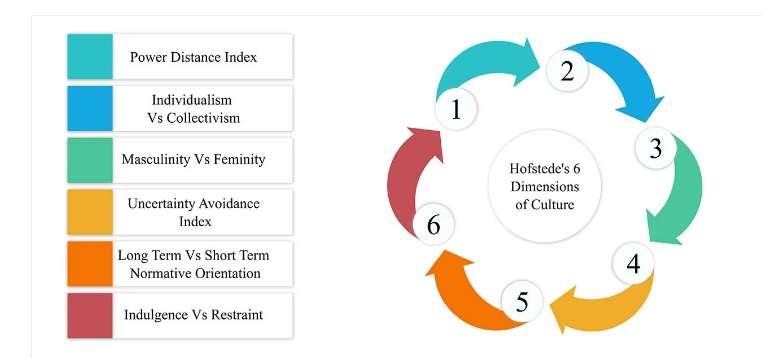 Power Distance Index
Individualism
Vs Collectivism
Masculinity Vs Feminity
Uncertainty Avoidance
Index
Long Term Vs Short Term
Normative Orientation
Indulgence Vs Restraint
1
2
3
4
5
6
Hofstede's 6
Dimensions
of Culture